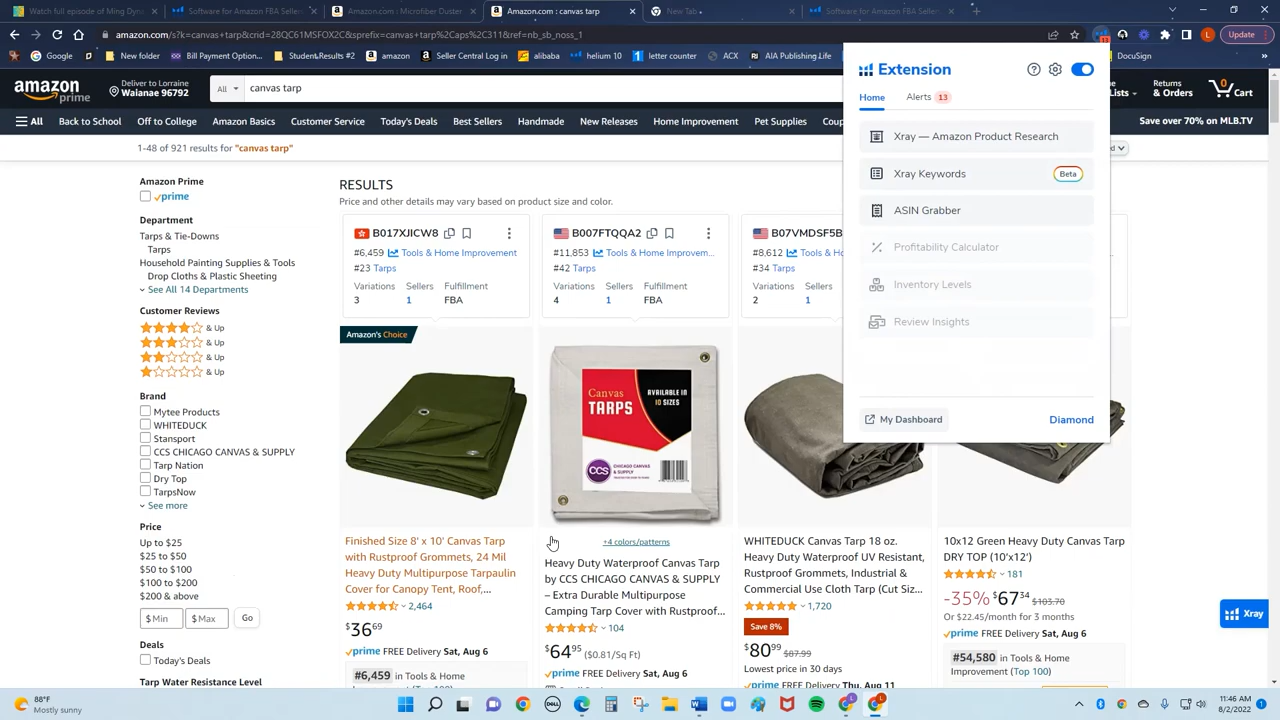 Watch full episodes of Ming Dyna
Software for Amazon FBA Sellers
Amazon.com : Microfiber Duster
Amazon.com : canvas tarp
New Tab
Software for Amazon FBA Sellers
amazon.com/s?k=canvas+tarp&crid=28QC61MSFOX2C&sprefix=canvas+tarp%2Caps%2C311&ref=nb_sb_noss_1
Update
Google
New folder
Bill Payment Option...
Student&Results #2
amazon
Seller Central Log in
alibaba
helium 10
letter counter
ACX
AI Publishing Life
DocuSign
amazon prime
Deliver to Lorraine
Waianae 96792
All
canvas tarp
Lists
0
Cart
All
Back to School
Off to College
Amazon Basics
Customer Service
Today's Deals
Best Sellers
Handmade
New Releases
Home Improvement
Pet Supplies
Save over 70% on MLB.TV
1-48 of 921 results for "canvas tarp"
Extension
Home
Alerts 13
Xray — Amazon Product Research
Xray Keywords
Beta
ASIN Grabber
Profitability Calculator
Inventory Levels
Review Insights
My Dashboard
Diamond
Amazon Prime
prime
Department
Tarps & Tie-Downs
Tarps
Household Painting Supplies & Tools
Drop Cloths & Plastic Sheeting
See All 14 Departments
Customer Reviews
& Up
& Up
& Up
& Up
Brand
Mytee Products
WHITEDUCK
Stansport
CCS CHICAGO CANVAS & SUPPLY
Tarp Nation
Dry Top
TarpsNow
See more
Price
Up to $25
$25 to $50
$50 to $100
$100 to $200
$200 & above
$ Min
$ Max
Go
Deals
Today's Deals
Tarp Water Resistance Level
RESULTS
Price and other details may vary based on product size and color.
B017XJICW8
#6,459 Tools & Home Improvement
#23 Tarps
Variations Sellers Fulfillment
3 1 FBA
B007FTQQA2
#11,853 Tools & Home Improvem...
#42 Tarps
Variations Sellers Fulfillment
4 1 FBA
B07VMDSF5B
#8,612 Tools & Ho
#34 Tarps
Variations Sellers
2 1
Amazon's Choice
Canvas
TARPS
AVAILABLE IN
10 SIZES
CCS
CHICAGO CANVAS
& SUPPLY
Finished Size 8' x 10' Canvas Tarp
with Rustproof Grommets, 24 Mil
Heavy Duty Multipurpose Tarpaulin
Cover for Canopy Tent, Roof,...
2,464
$36 69
prime FREE Delivery Sat, Aug 6
#6,459 in Tools & Home
+4 colors/patterns
Heavy Duty Waterproof Canvas Tarp
by CCS CHICAGO CANVAS & SUPPLY
– Extra Durable Multipurpose
Camping Tarp Cover with Rustproof...
104
$64 95 ($0.81/Sq Ft)
prime FREE Delivery Sat, Aug 6
WHITEDUCK Canvas Tarp 18 oz.
Heavy Duty Waterproof UV Resistant,
Rustproof Grommets, Industrial &
Commercial Use Cloth Tarp (Cut Siz...
1,720
Save 8%
$80 99 $87.99
Lowest price in 30 days
prime FREE Delivery Thu, Aug 11
10x12 Green Heavy Duty Canvas Tarp
DRY TOP (10'x12')
181
-35% $67 34 $103.70
Or $22.45/month for 3 months
prime FREE Delivery Sat, Aug 6
#54,580 in Tools & Home
Improvement (Top 100)
Xray
88°F
Mostly sunny
11:46 AM
8/2/2022